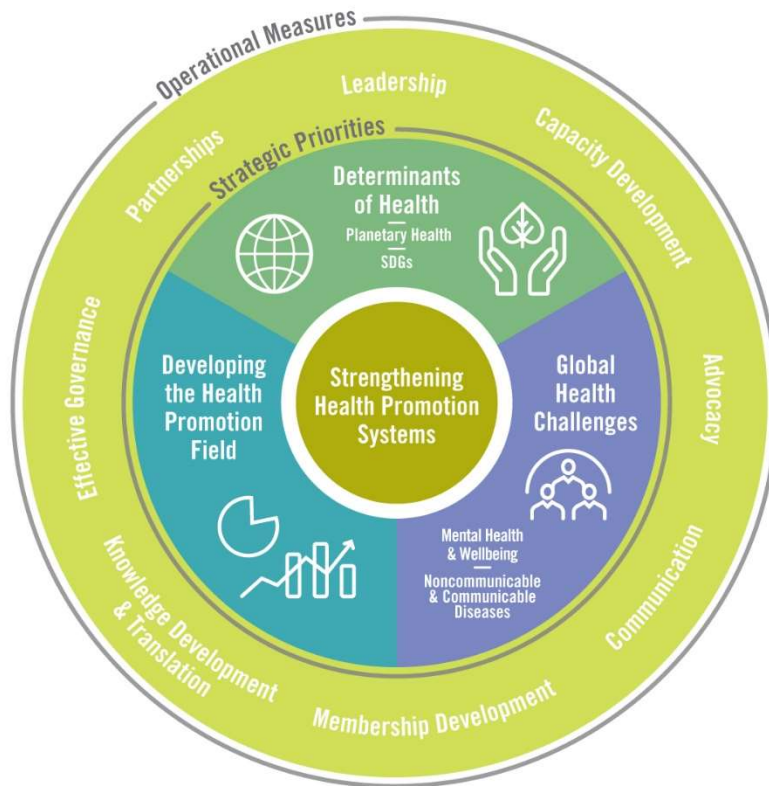 Operational Measures
Leadership
Capacity Development
Advocacy
Communication
Membership Development
Knowledge Development
& Translation
Effective Governance
Partnerships
Strategic Priorities
Determinants
of Health
Planetary Health
SDGs
Global
Health
Challenges
Mental Health
& Wellbeing
Noncommunicable
& Communicable
Diseases
Developing
the Health
Promotion
Field
Strengthening
Health Promotion
Systems